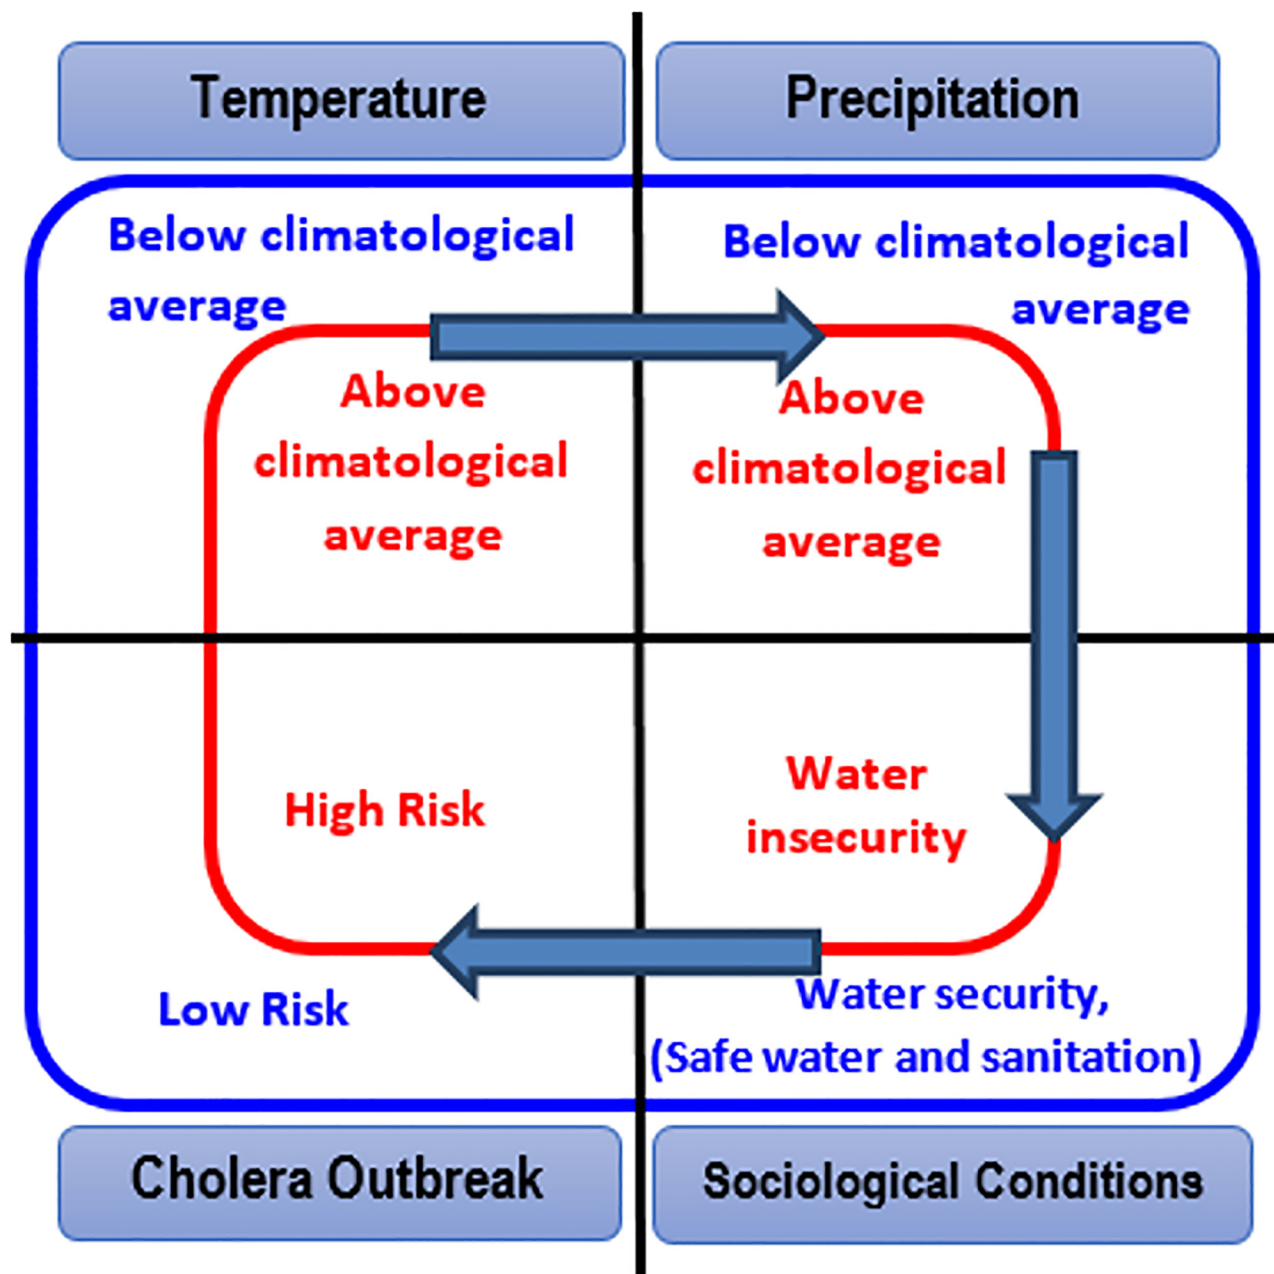 Temperature
Precipitation
Below climatological
average
Below climatological
average
Above
climatological
average
Above
climatological
average
High Risk
Water
insecurity
Low Risk
Water security,
(Safe water and sanitation)
Cholera Outbreak
Sociological Conditions